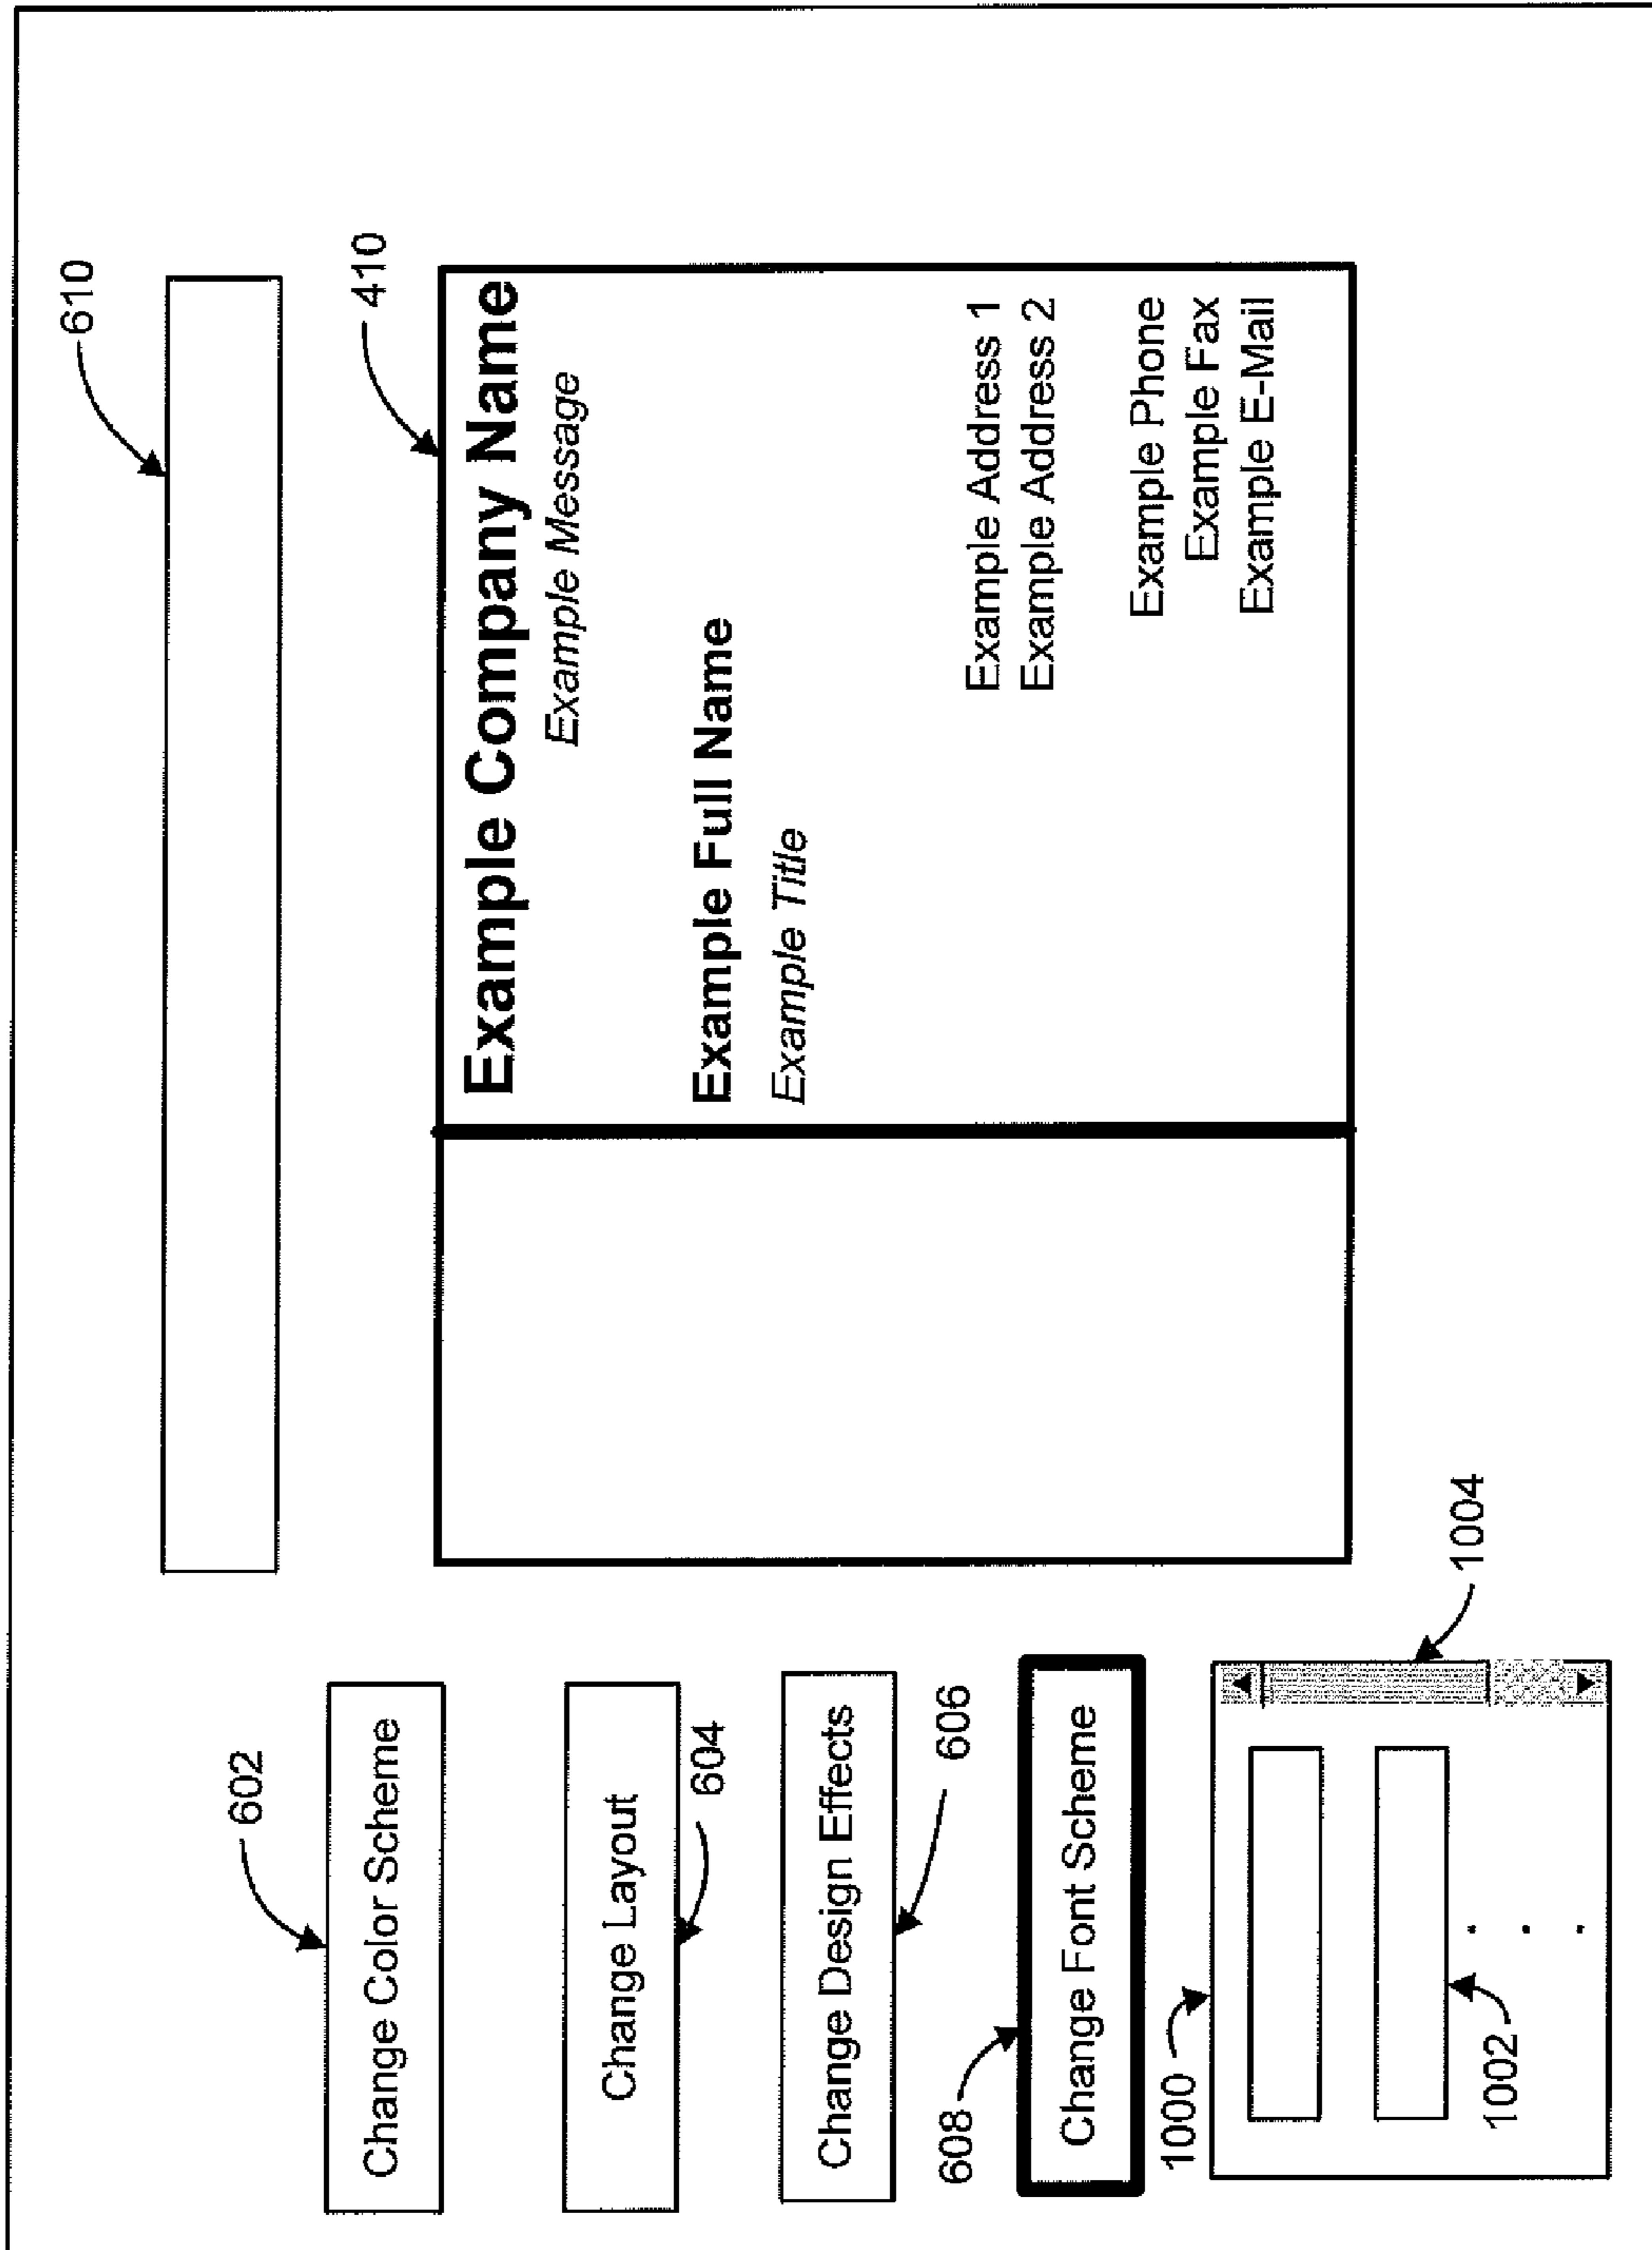 610
410
602
Change Color Scheme
Change Layout
604
Change Design Effects
606
608
Change Font Scheme
1000
1002
1004
Example Company Name
Example Message
Example Full Name
Example Title
Example Address 1
Example Address 2
Example Phone
Example Fax
Example E-Mail